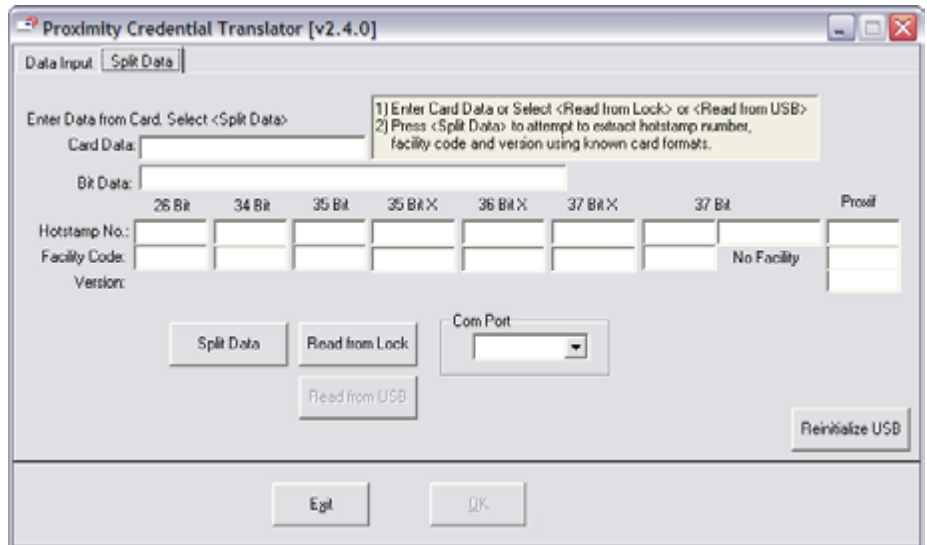 Proximity Credential Translator [v2.4.0]
Data Input Split Data
1) Enter Card Data or Select <Read from Lock> or <Read from USB>
2) Press <Split Data> to attempt to extract hotstamp number,
facility code and version using known card formats.
Enter Data from Card. Select <Split Data>
Card Data:
Bit Data:
26 Bit 34 Bit 35 Bit 35 Bit X 36 Bit X 37 Bit X 37 Bit Proxif
Hotstamp No.:
Facility Code: No Facility
Version:
Com Port
Split Data Read from Lock
Read from USB
Reinitialize USB
Exit OK